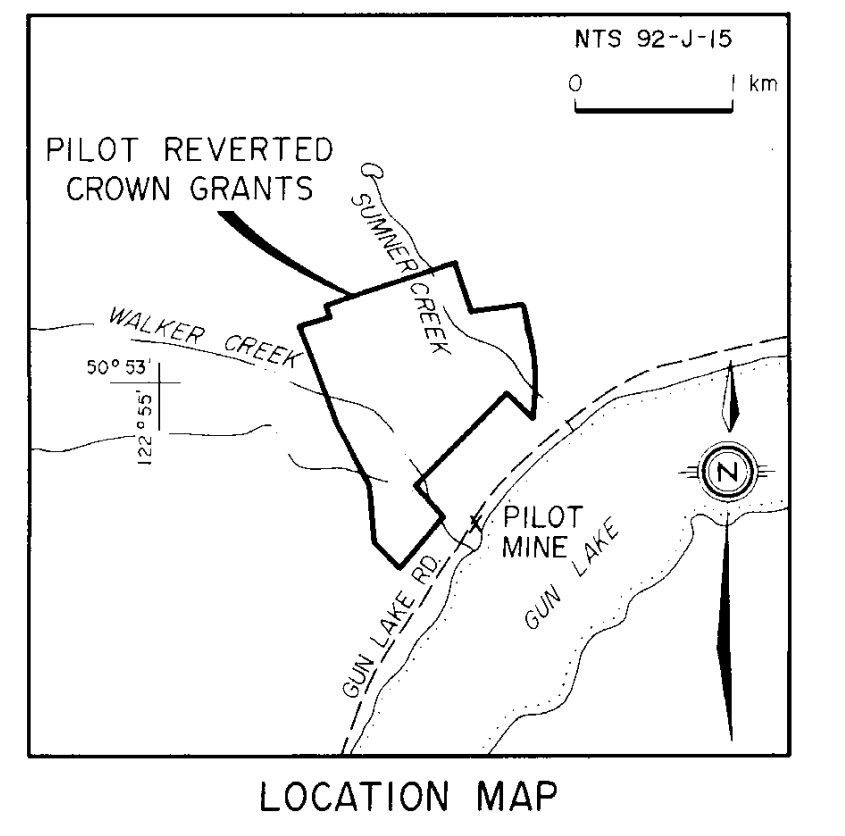 NTS 92-J-15
0 1 km
PILOT REVERTED
CROWN GRANTS
SUMNER CREEK
WALKER CREEK
50° 53'
122° 55'
N
PILOT
MINE
GUN LAKE
GUN LAKE RD.
LOCATION MAP